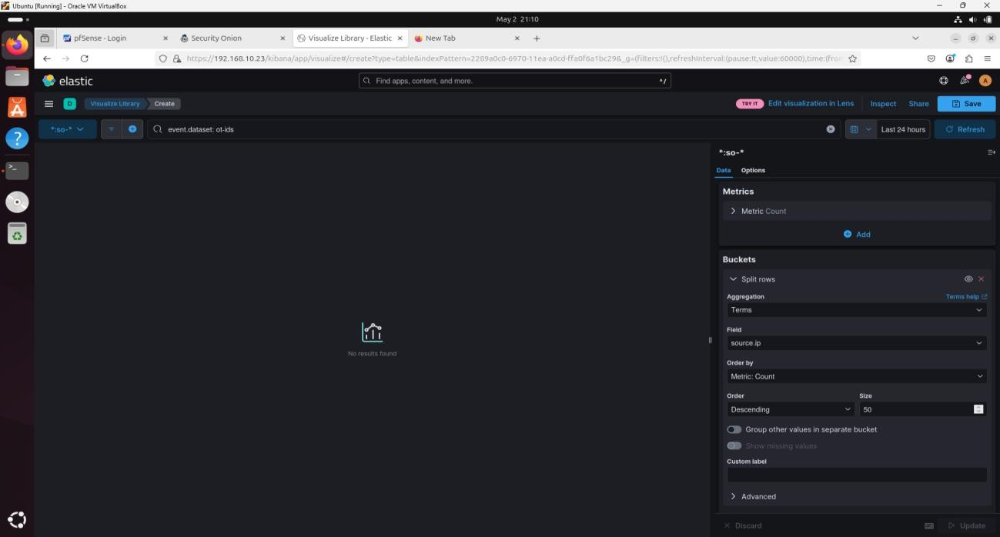 Ubuntu [Running] - Oracle VM VirtualBox
May 2 21:10
pfSense - Login
Security Onion
Visualize Library - Elastic
New Tab
https://192.168.10.23/kibana/app/visualize#/create?type=table&indexPattern=2289a0c0-6970-11ea-a0cd-ffa0f6a1bc29&_g=(filters:!(),refreshInterval:(pause:!t,value:60000),time:(fro
elastic
Find apps, content, and more.
^/
A
D
Visualize Library
Create
TRY IT
Edit visualization in Lens
Inspect
Share
Save
*:so-*
event.dataset: ot-ids
Last 24 hours
Refresh
*:so-*
Data
Options
Metrics
Metric Count
Add
Buckets
Split rows
Aggregation
Terms help
Terms
Field
source.ip
Order by
Metric: Count
Order
Size
Descending
50
Group other values in separate bucket
Show missing values
Custom label
Advanced
Discard
Update
No results found